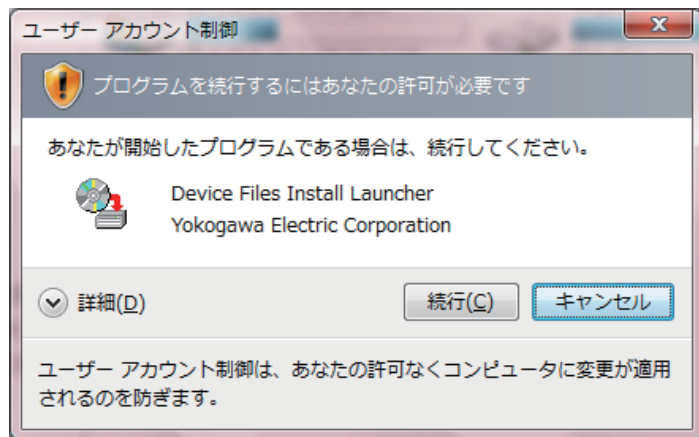 ユーザー アカウント制御
プログラムを続行するにはあなたの許可が必要です
あなたが開始したプログラムである場合は、続行してください。
Device Files Install Launcher
Yokogawa Electric Corporation
詳細(D)
続行(C)
キャンセル
ユーザー アカウント制御は、あなたの許可なくコンピュータに変更が適用
されるのを防ぎます。